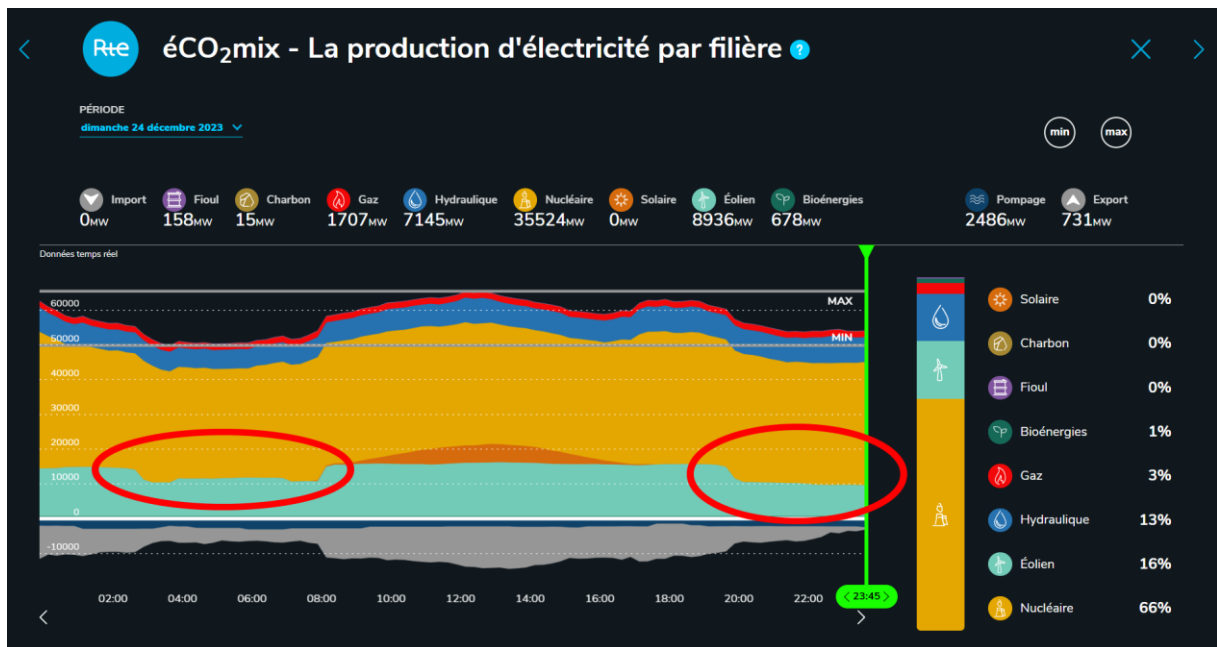 Rte
éCO2mix - La production d'électricité par filière ?
PÉRIODE
dimanche 24 décembre 2023
min max
Import Fioul Charbon Gaz Hydraulique Nucléaire Solaire Éolien Bioénergies Pompage Export
0MW 158MW 15MW 1707MW 7145MW 35524MW 0MW 8936MW 678MW 2486MW 731MW
Données temps réel
60000
MAX
50000
MIN
40000
30000
20000
10000
0
-10000
02:00 04:00 06:00 08:00 10:00 12:00 14:00 16:00 18:00 20:00 22:00 < 23:45 >
Solaire 0%
Charbon 0%
Fioul 0%
Bioénergies 1%
Gaz 3%
Hydraulique 13%
Éolien 16%
Nucléaire 66%